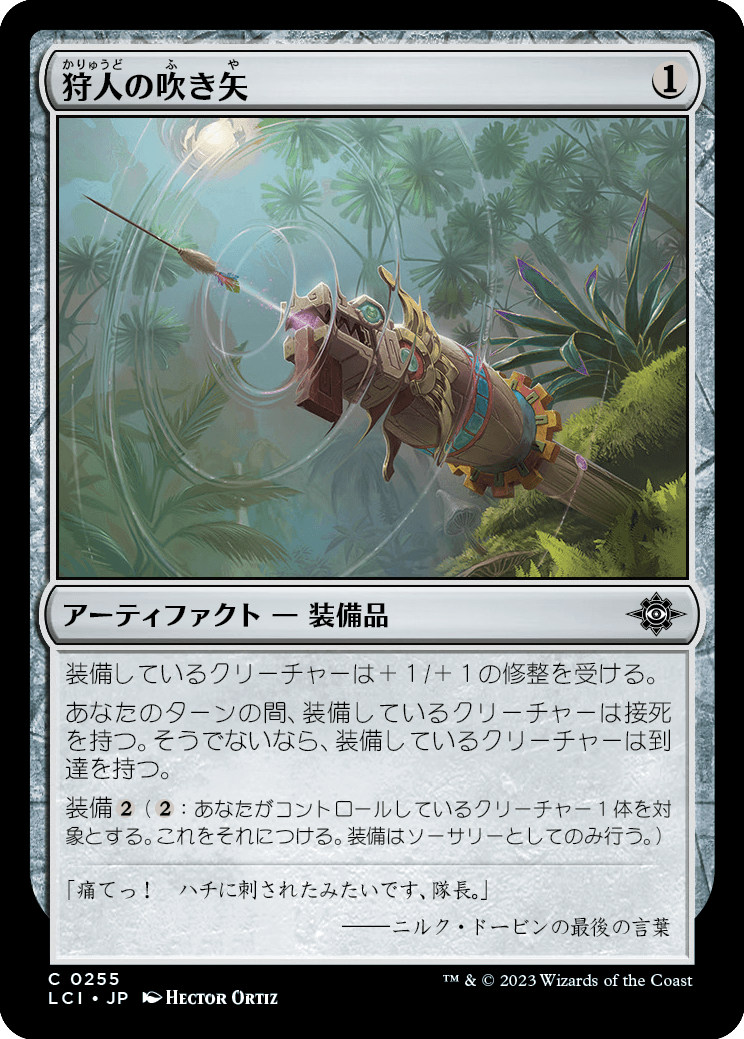 かりゅうど ふ や
狩人の吹き矢
1
アーティファクト — 装備品
装備しているクリーチャーは+1/+1の修整を受ける。
あなたのターンの間、装備しているクリーチャーは接死
を持つ。そうでないなら、装備しているクリーチャーは到
達を持つ。
装備2(2:あなたがコントロールしているクリーチャー1体を対
象とする。これをそれにつける。装備はソーサリーとしてのみ行う。)
「痛てっ! ハチに刺されたみたいです、隊長。」
――ニルク・ドービンの最後の言葉
C 0255
LCI • JP Hector Ortiz
™ & © 2023 Wizards of the Coast